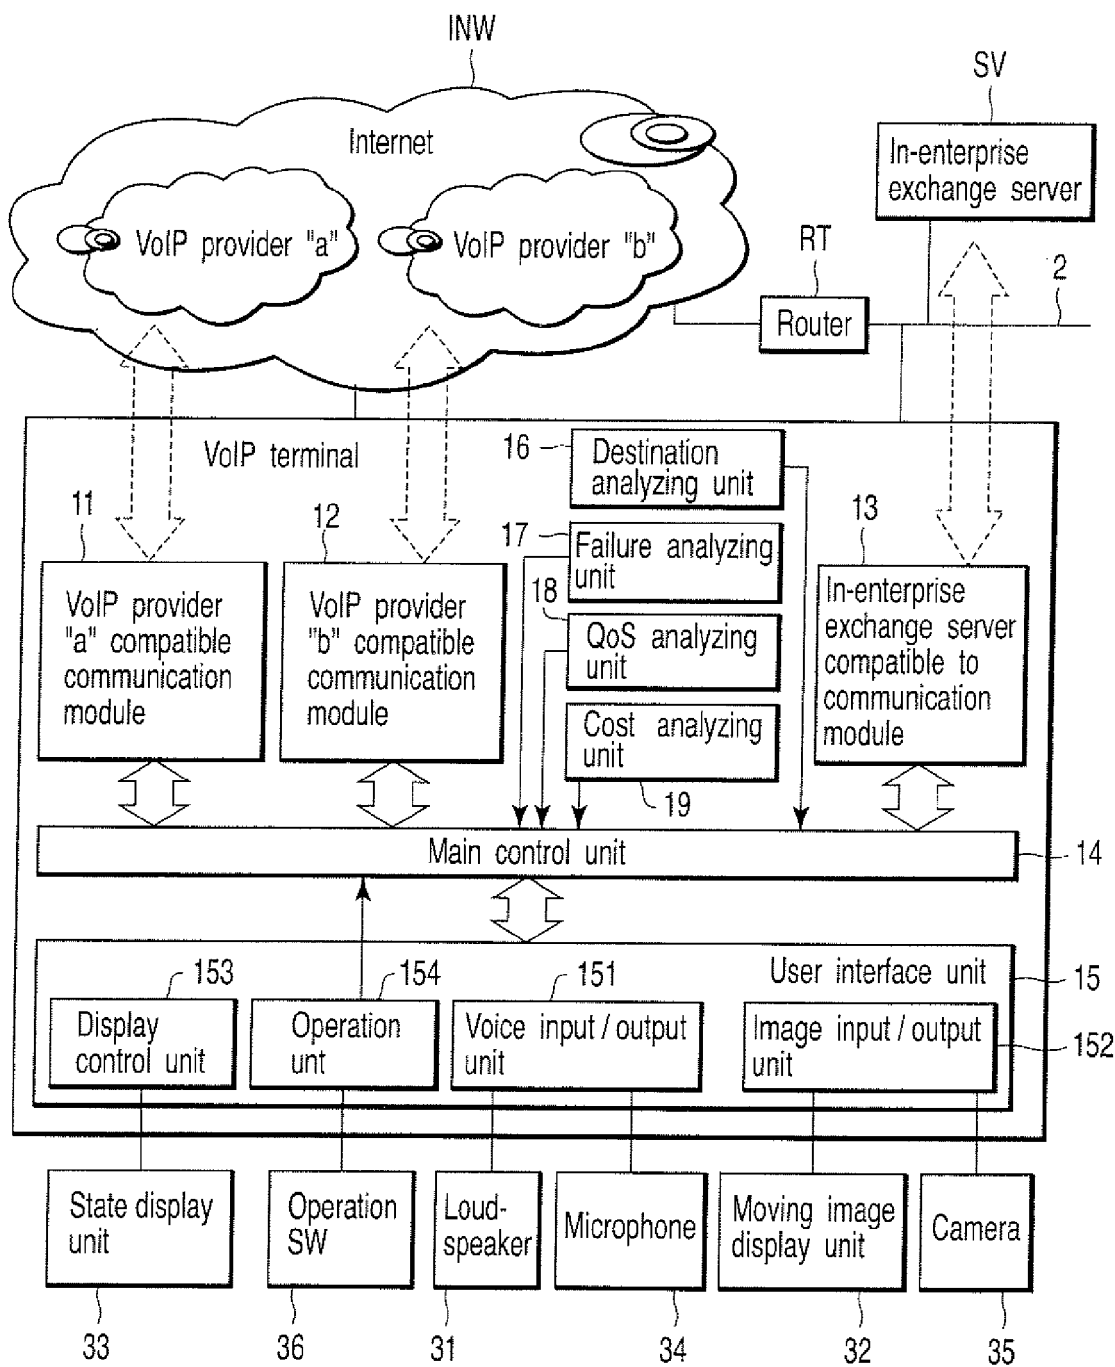 INW
SV
Internet
In-enterprise
exchange server
VoIP provider "a"
VoIP provider "b"
RT
2
Router
VoIP terminal
16
Destination
analyzing unit
11
12
17
Failure analyzing
unit
13
18
QoS analyzing
unit
VoIP provider
"a" compatible
communication
module
VoIP provider
"b" compatible
communication
module
In-enterprise
exchange server
compatible to
communication
module
Cost analyzing
unit
19
Main control unit
14
153
154
151
User interface unit
15
Display
control unit
Operation
unt
Voice input / output
unit
Image input / output
unit
152
State display
unit
Operation
SW
Loud-
speaker
Microphone
Moving image
display unit
Camera
33
36
31
34
32
35